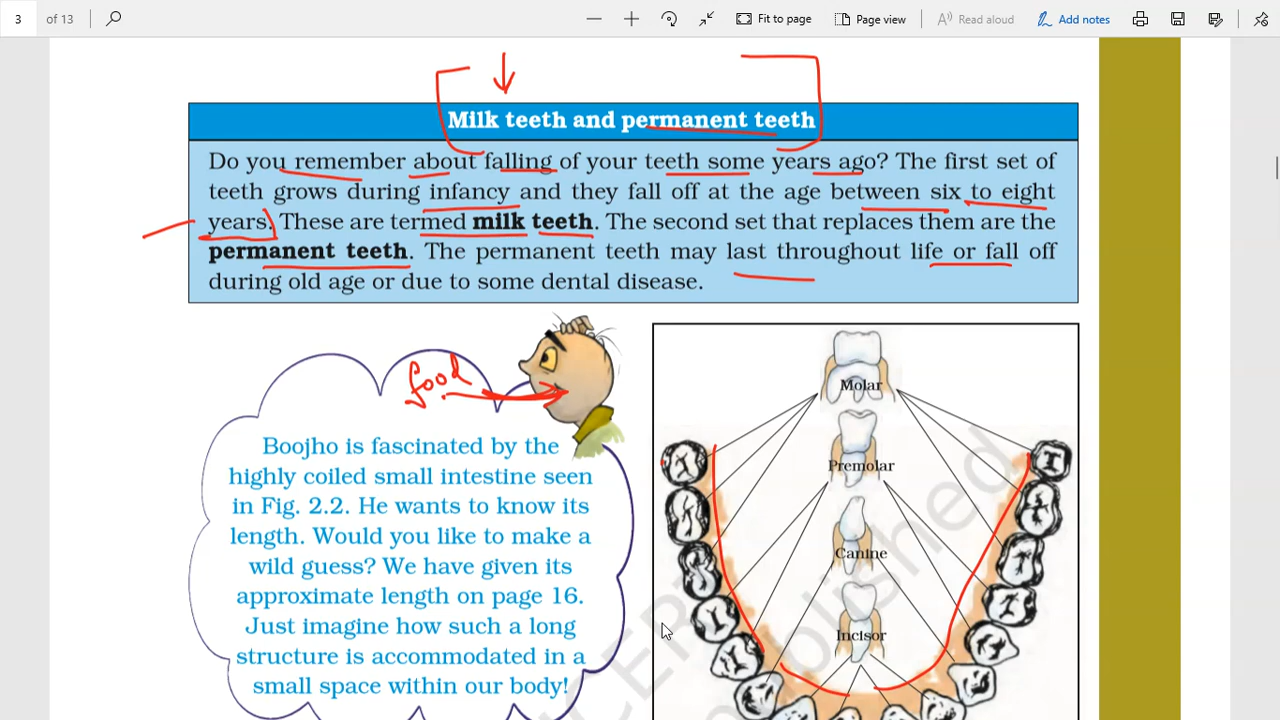 3 of 13
Fit to page
Page view
Read aloud
Add notes
Milk teeth and permanent teeth
Do you remember about falling of your teeth some years ago? The first set of
teeth grows during infancy and they fall off at the age between six to eight
years. These are termed milk teeth. The second set that replaces them are the
permanent teeth. The permanent teeth may last throughout life or fall off
during old age or due to some dental disease.
food
Boojho is fascinated by the
highly coiled small intestine seen
in Fig. 2.2. He wants to know its
length. Would you like to make a
wild guess? We have given its
approximate length on page 16.
Just imagine how such a long
structure is accommodated in a
small space within our body!
Molar
Premolar
Canine
Incisor
published